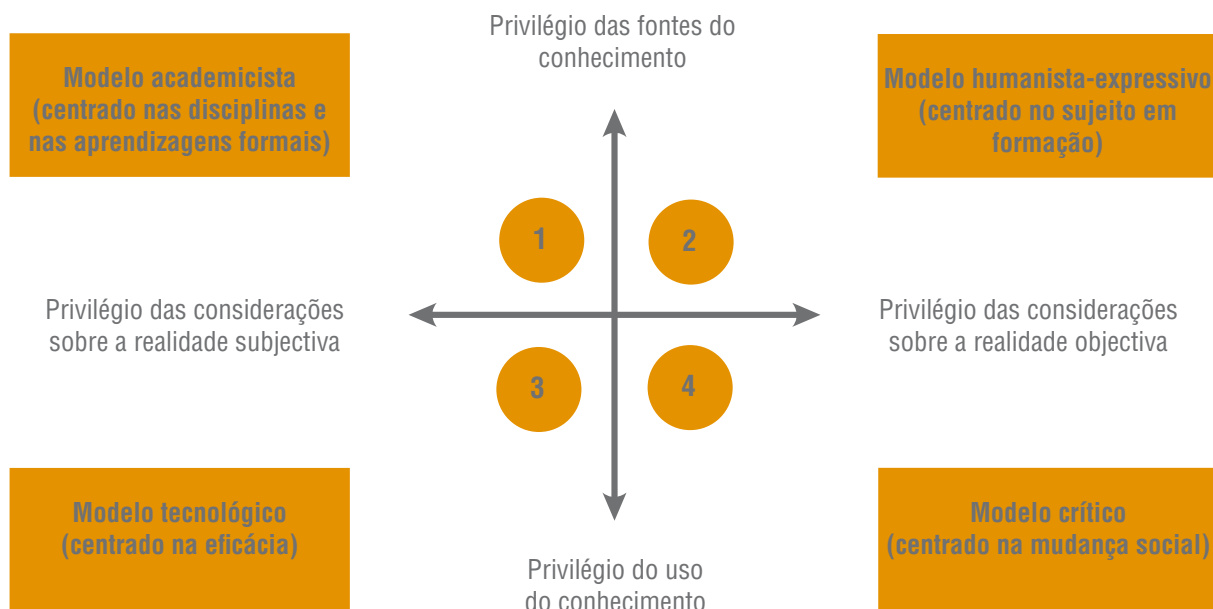 Privilégio das fontes do
conhecimento
Modelo academicista
(centrado nas disciplinas e
nas aprendizagens formais)
Modelo humanista-expressivo
(centrado no sujeito em
formação)
1
2
Privilégio das considerações
sobre a realidade subjectiva
Privilégio das considerações
sobre a realidade objectiva
3
4
Modelo tecnológico
(centrado na eficácia)
Modelo crítico
(centrado na mudança social)
Privilégio do uso
do conhecimento